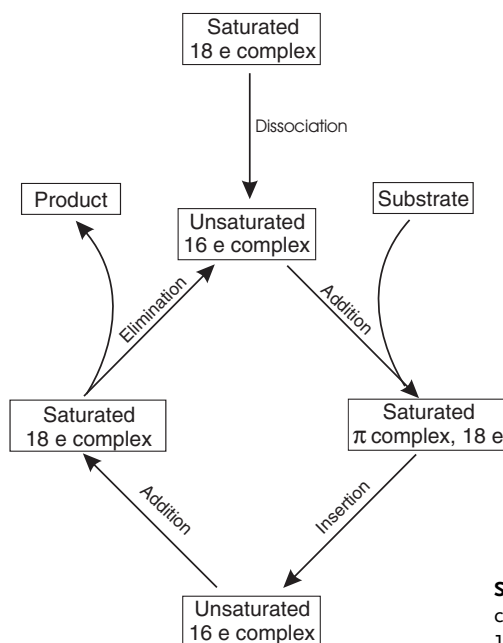 Saturated
18 e complex
Dissociation
Product
Substrate
Unsaturated
16 e complex
Elimination
Addition
Saturated
18 e complex
Saturated
π complex, 18 e
Addition
Insertion
Unsaturated
16 e complex